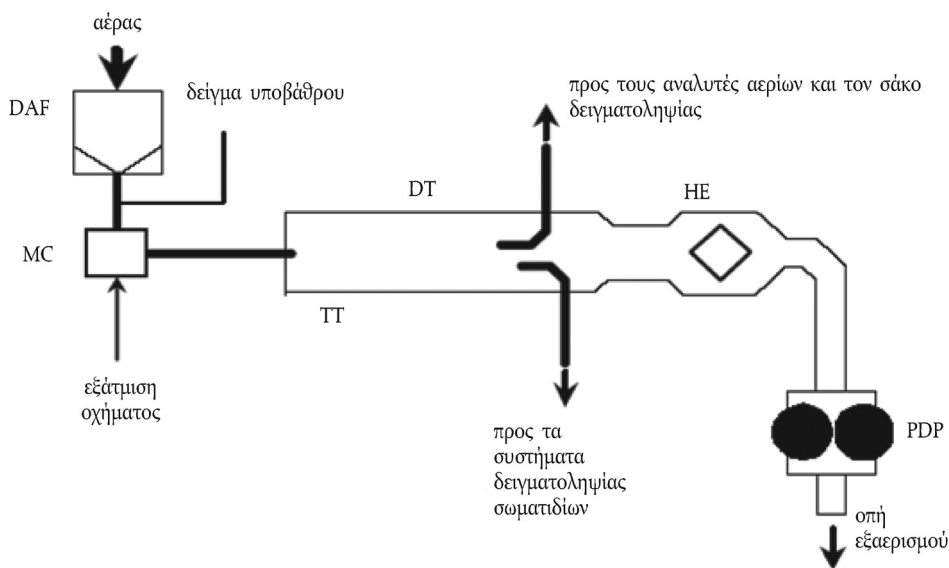 αέρας
DAF
δείγμα υποβάθρου
προς τους αναλυτές αερίων και τον σάκο
δειγματοληψίας
DT
HE
MC
TT
εξάτμιση
οχήματος
προς τα
συστήματα
δειγματοληψίας
σωματιδίων
PDP
οπή
εξαερισμού